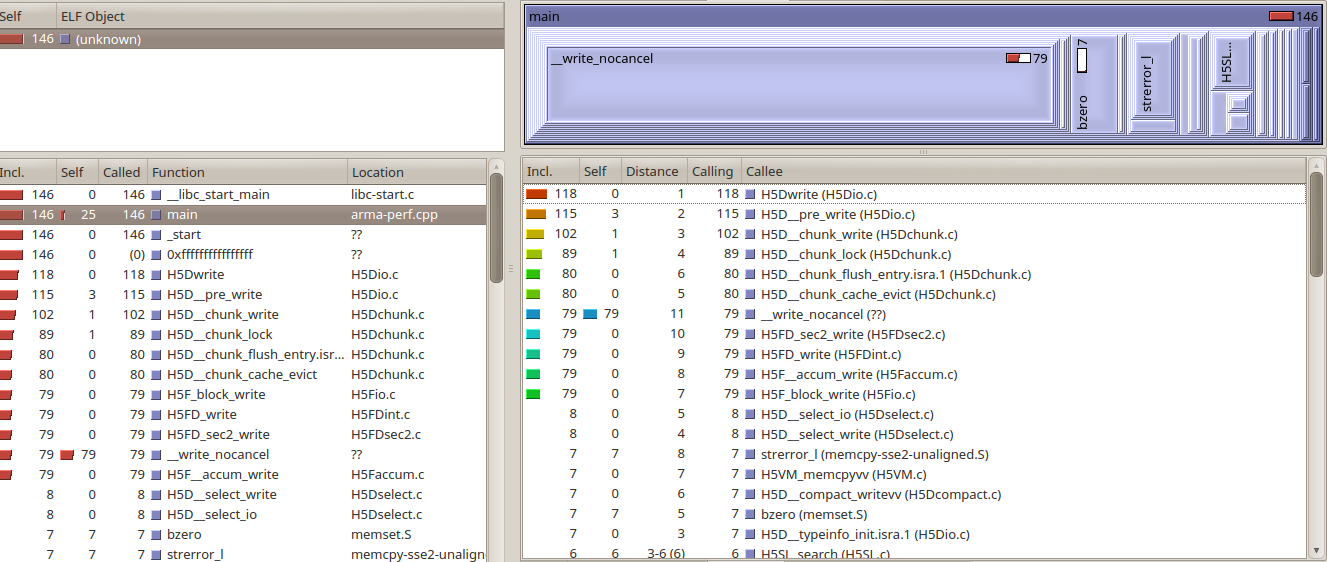 Self ELF Object
146 (unknown)
Incl. Self Called Function Location
146 0 146 __libc_start_main libc-start.c
146 25 146 main arma-perf.cpp
146 0 146 _start ??
146 0 (0) 0xffffffffffffffff ??
118 0 118 H5Dwrite H5Dio.c
115 3 115 H5D__pre_write H5Dio.c
102 1 102 H5D__chunk_write H5Dchunk.c
89 1 89 H5D__chunk_lock H5Dchunk.c
80 0 80 H5D__chunk_flush_entry.isr... H5Dchunk.c
80 0 80 H5D__chunk_cache_evict H5Dchunk.c
79 0 79 H5F_block_write H5Fio.c
79 0 79 H5FD_write H5FDint.c
79 0 79 H5FD_sec2_write H5FDsec2.c
79 79 79 __write_nocancel ??
79 0 79 H5F__accum_write H5Faccum.c
8 0 8 H5D__select_write H5Dselect.c
8 0 8 H5D__select_io H5Dselect.c
7 7 7 bzero memset.S
7 7 7 strerror_l memcpy-sse2-unalign
main 146
__write_nocancel 79
bzero 7
strerror_l
H5SL...
Incl. Self Distance Calling Callee
118 0 1 118 H5Dwrite (H5Dio.c)
115 3 2 115 H5D__pre_write (H5Dio.c)
102 1 3 102 H5D__chunk_write (H5Dchunk.c)
89 1 4 89 H5D__chunk_lock (H5Dchunk.c)
80 0 6 80 H5D__chunk_flush_entry.isra.1 (H5Dchunk.c)
80 0 5 80 H5D__chunk_cache_evict (H5Dchunk.c)
79 79 11 79 __write_nocancel (??)
79 0 10 79 H5FD_sec2_write (H5FDsec2.c)
79 0 9 79 H5FD_write (H5FDint.c)
79 0 8 79 H5F__accum_write (H5Faccum.c)
79 0 7 79 H5F_block_write (H5Fio.c)
8 0 5 8 H5D__select_io (H5Dselect.c)
8 0 4 8 H5D__select_write (H5Dselect.c)
7 7 8 7 strerror_l (memcpy-sse2-unaligned.S)
7 0 7 7 H5VM_memcpyvv (H5VM.c)
7 0 6 7 H5D__compact_writevv (H5Dcompact.c)
7 7 5 7 bzero (memset.S)
7 0 3 7 H5D__typeinfo_init.isra.1 (H5Dio.c)
6 6 3-6 (6) 6 H5SL_search (H5SL.c)